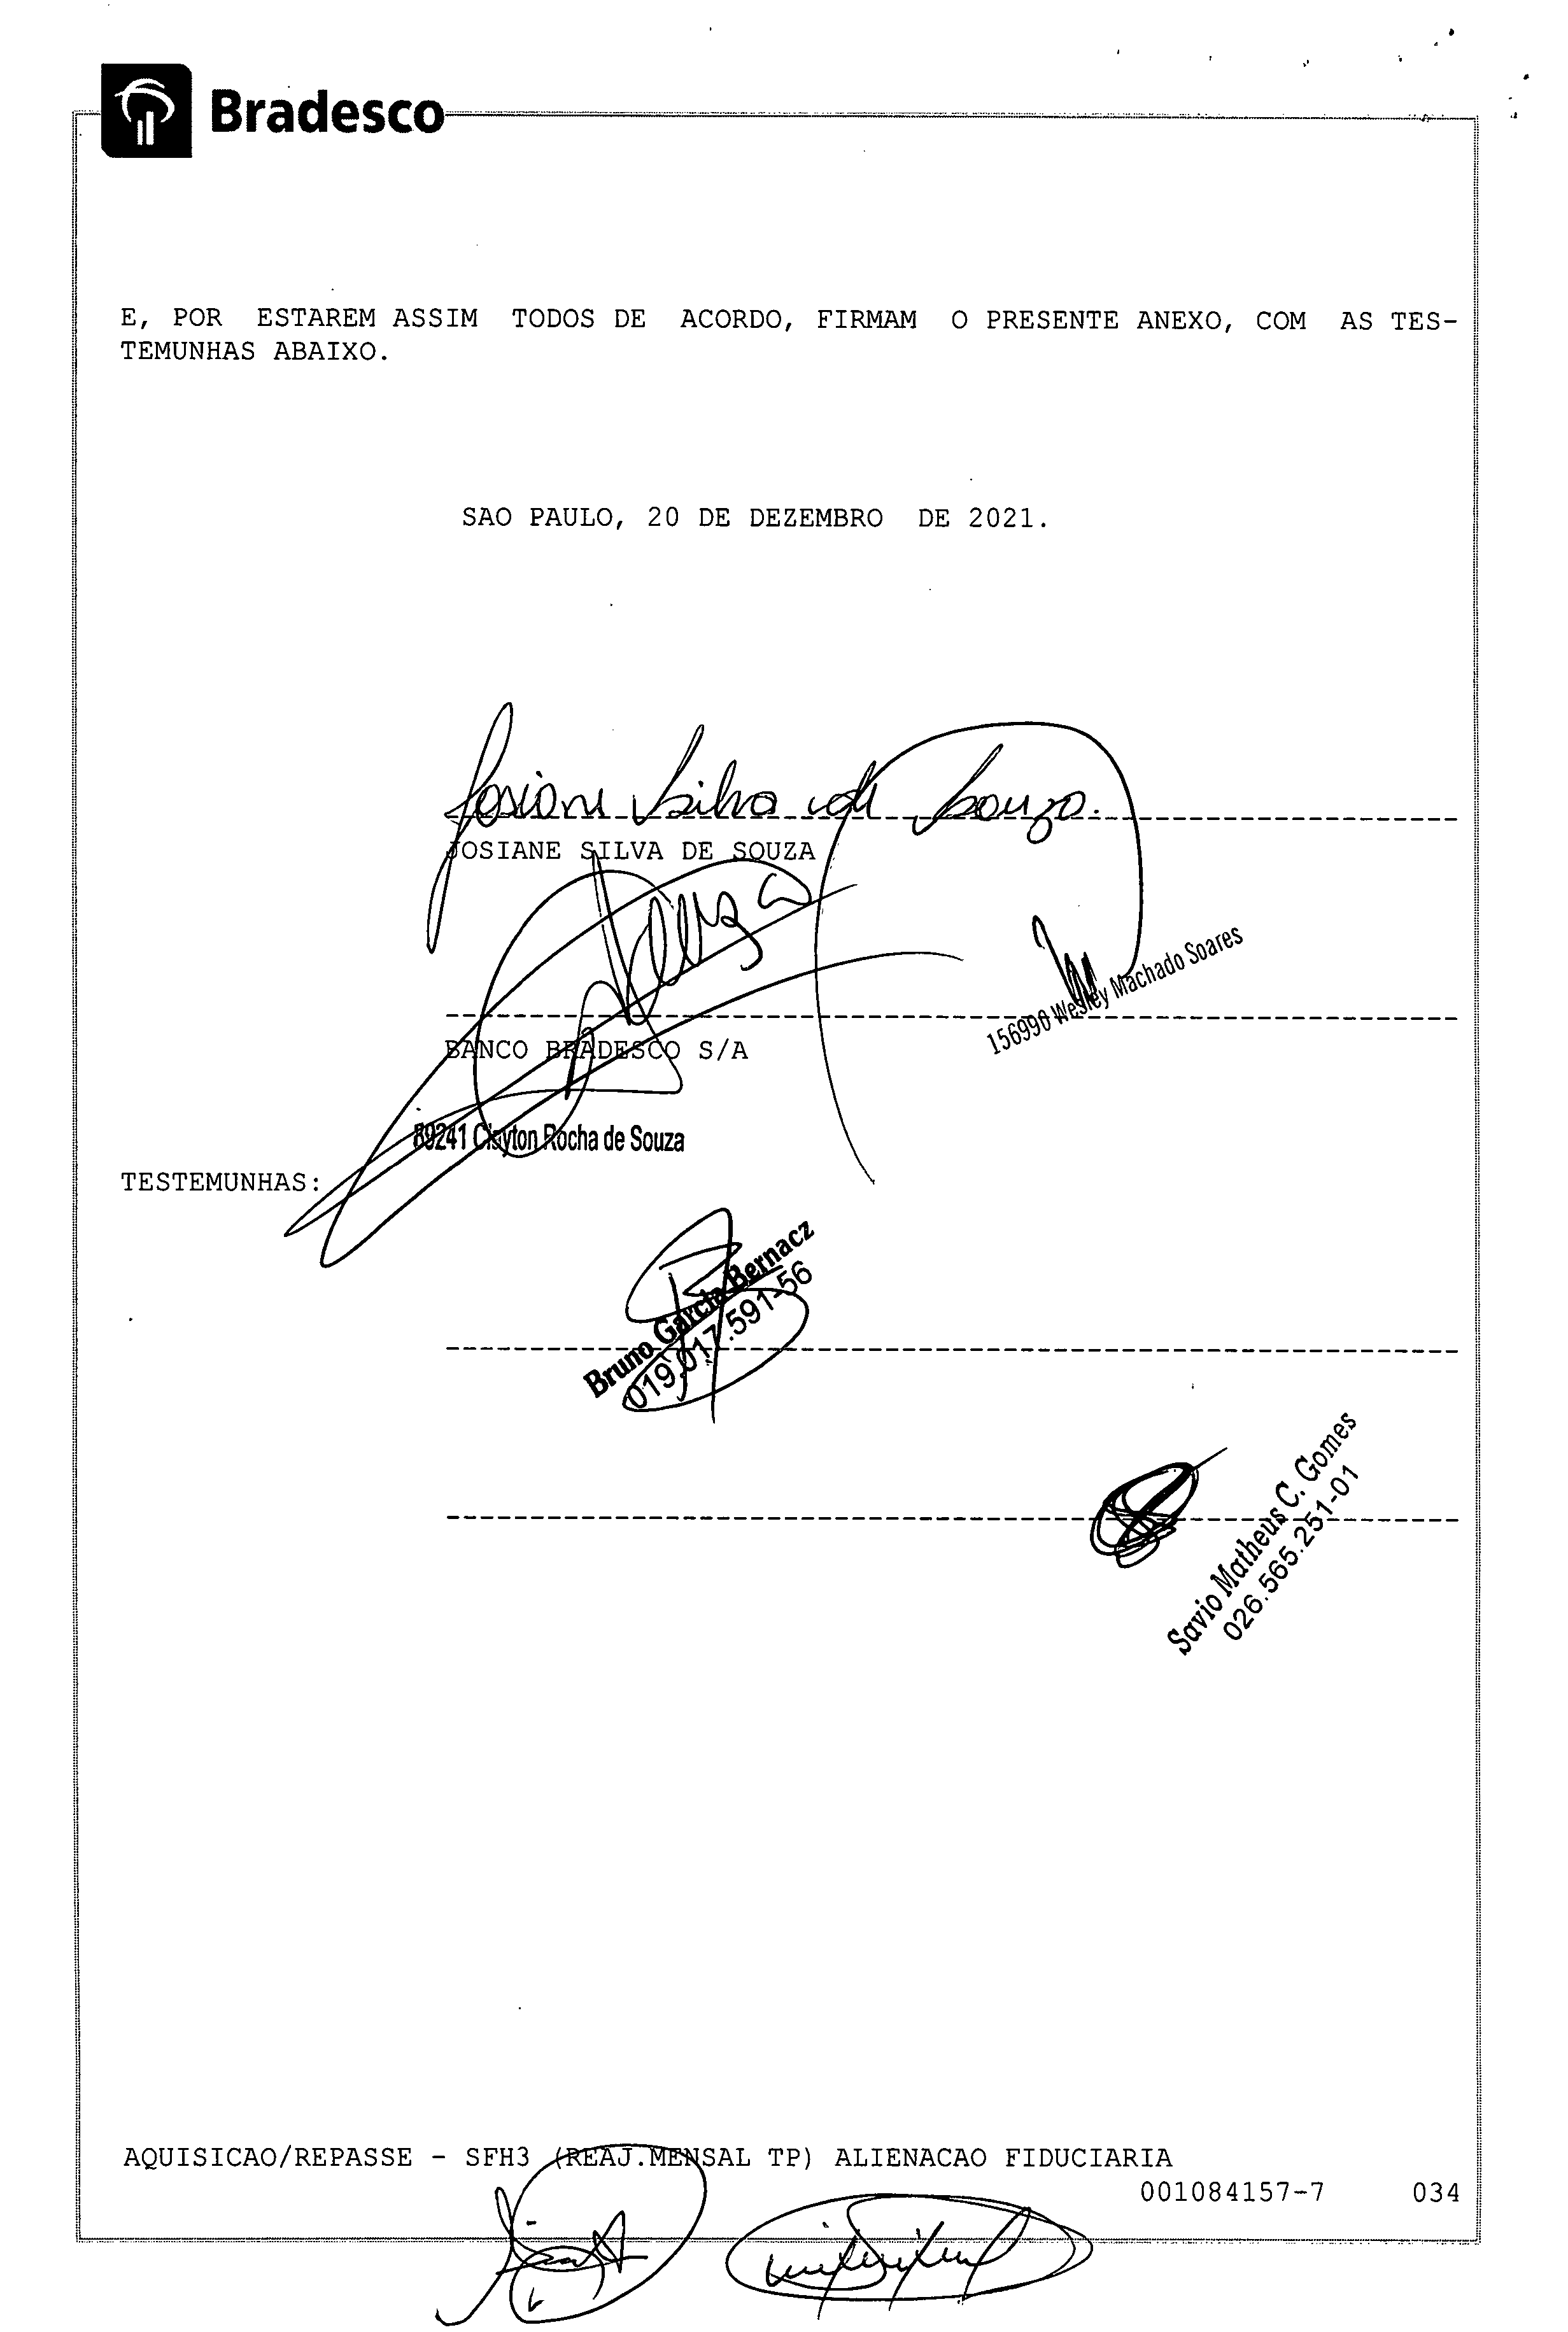 Bradesco
E, POR ESTAREM ASSIM TODOS DE ACORDO, FIRMAM O PRESENTE ANEXO, COM AS TES-
TEMUNHAS ABAIXO.
SAO PAULO, 20 DE DEZEMBRO DE 2021.
Josiane Silva de Souza.
JOSIANE SILVA DE SOUZA
156990 Wesley Machado Soares
BANCO BRADESCO S/A
89241 Clayton Rocha de Souza
TESTEMUNHAS:
Bruno Garcia Bernacz
019.017.591-56
Savio Matheus C. Gomes
026.565.251-01
AQUISICAO/REPASSE - SFH3 (REAJ.MENSAL TP) ALIENACAO FIDUCIARIA
001084157-7 034